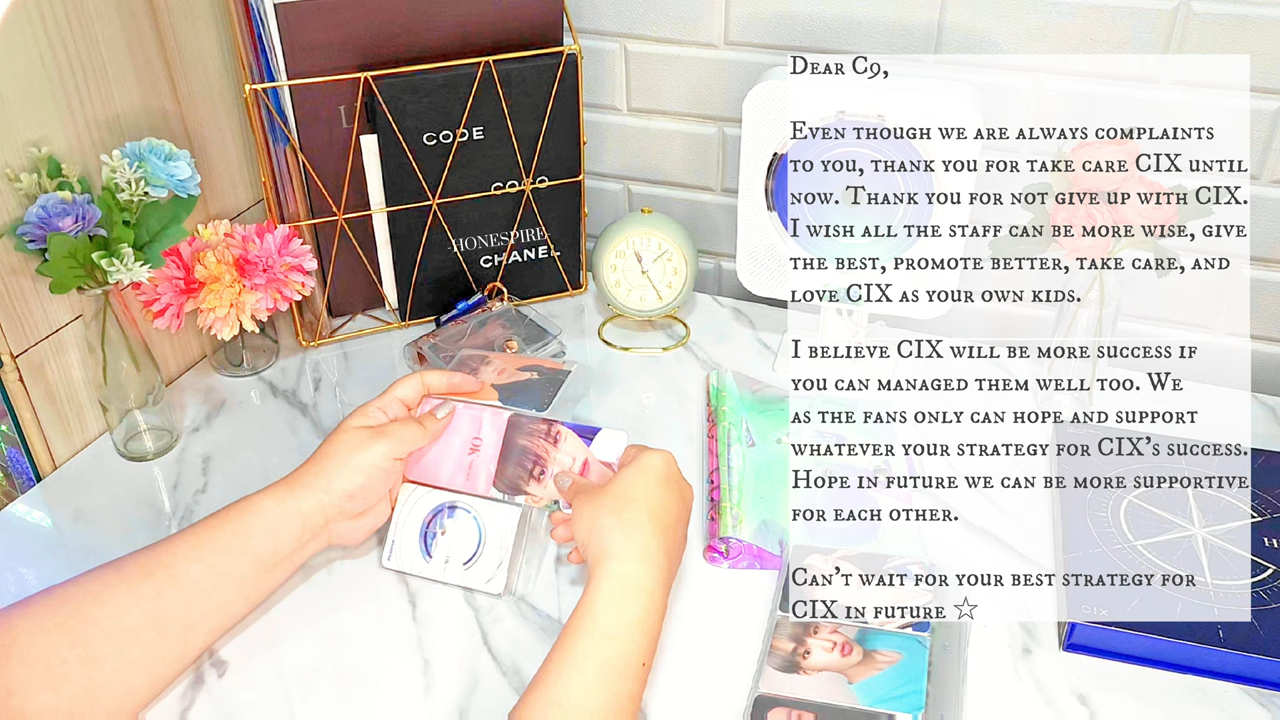 CODE
COCO
-HONESPIRE-
CHANEL
OK
Dear C9,
Even though we are always complaints
to you, thank you for take care CIX until
now. Thank you for not give up with CIX.
I wish all the staff can be more wise, give
the best, promote better, take care, and
love CIX as your own kids.
I believe CIX will be more success if
you can managed them well too. We
as the fans only can hope and support
whatever your strategy for CIX's success.
Hope in future we can be more supportive
for each other.
Can't wait for your best strategy for
CIX in future ☆
CIX